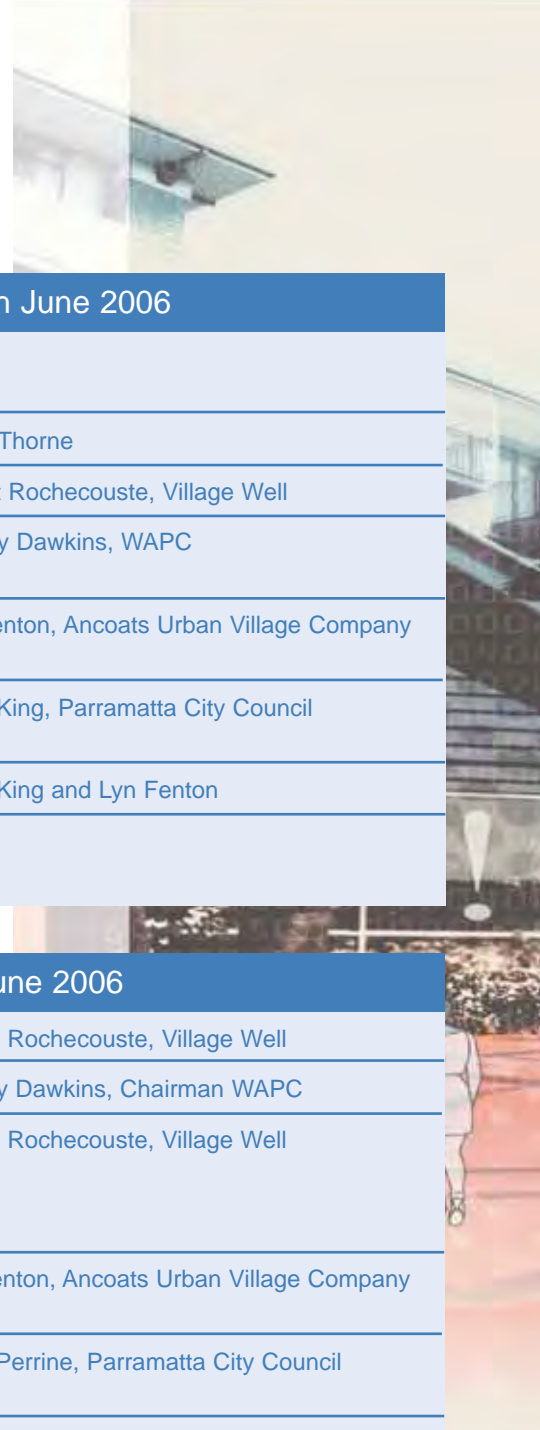 n June 2006
Thorne
t Rochecouste, Village Well
y Dawkins, WAPC
enton, Ancoats Urban Village Company
King, Parramatta City Council
King and Lyn Fenton
une 2006
Rochecouste, Village Well
y Dawkins, Chairman WAPC
Rochecouste, Village Well
enton, Ancoats Urban Village Company
Perrine, Parramatta City Council